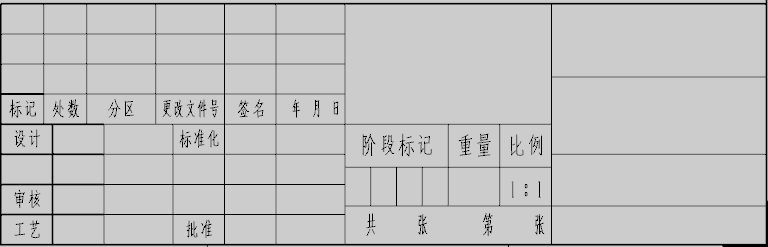 标记 处数 分区 更改文件号 签名 年 月 日
设计 标准化
阶段标记 重量 比例
审核 1:1
工艺 批准 共 张 第 张